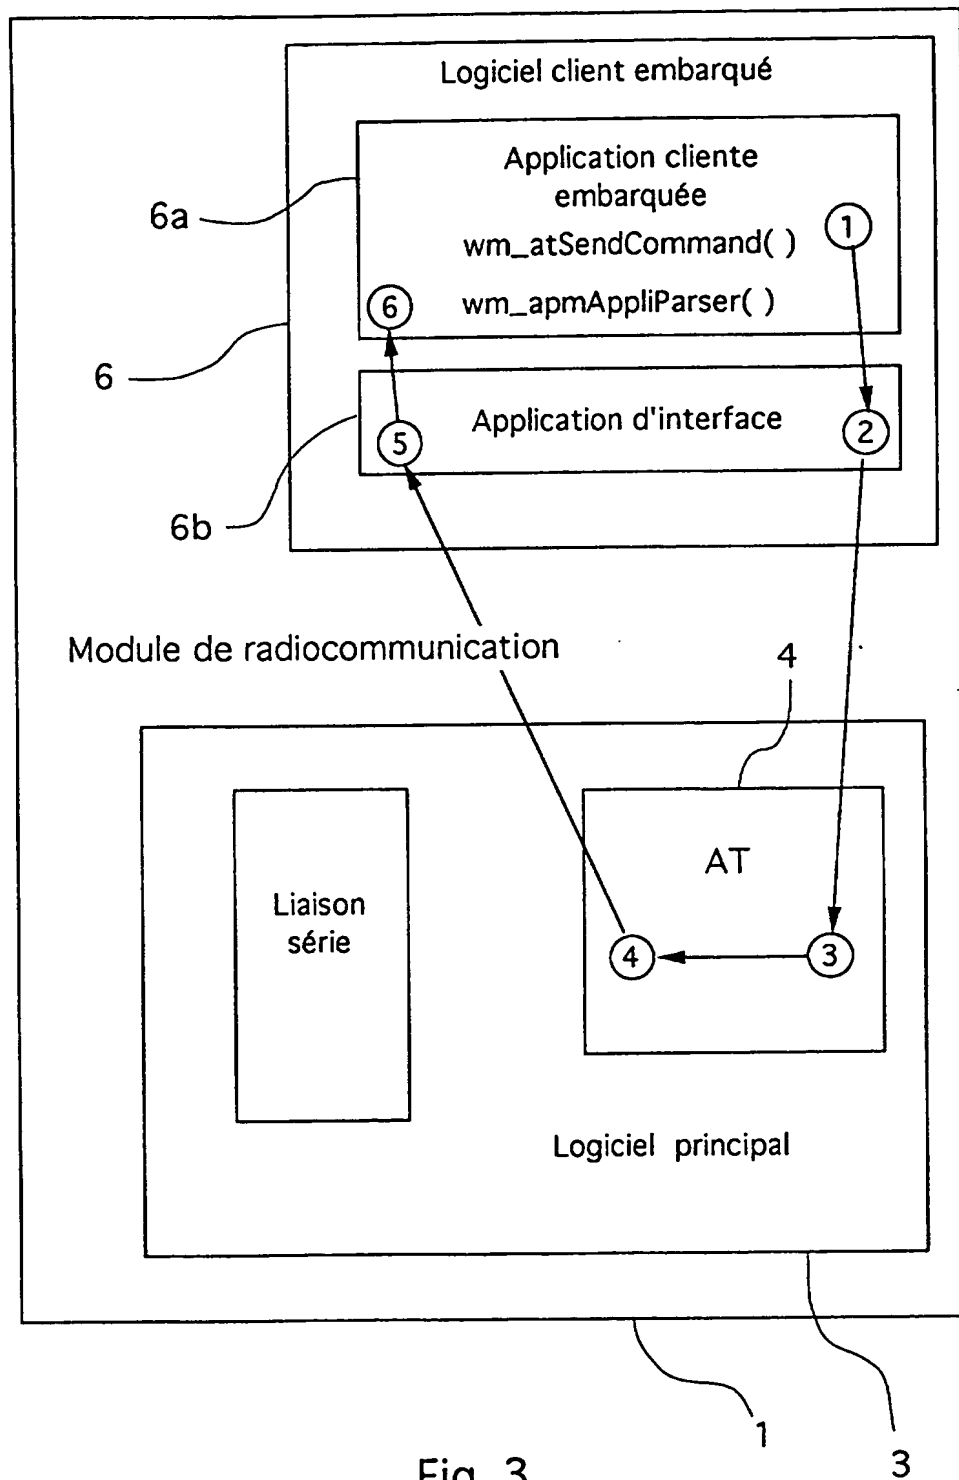 Logiciel client embarqué
Application cliente
embarquée
6a
1
wm_atSendCommand( )
6
wm_apmAppliParser( )
6
Application d'interface
5
2
6b
Module de radiocommunication
4
AT
Liaison
série
4
3
Logiciel principal
1
3
Fig. 3